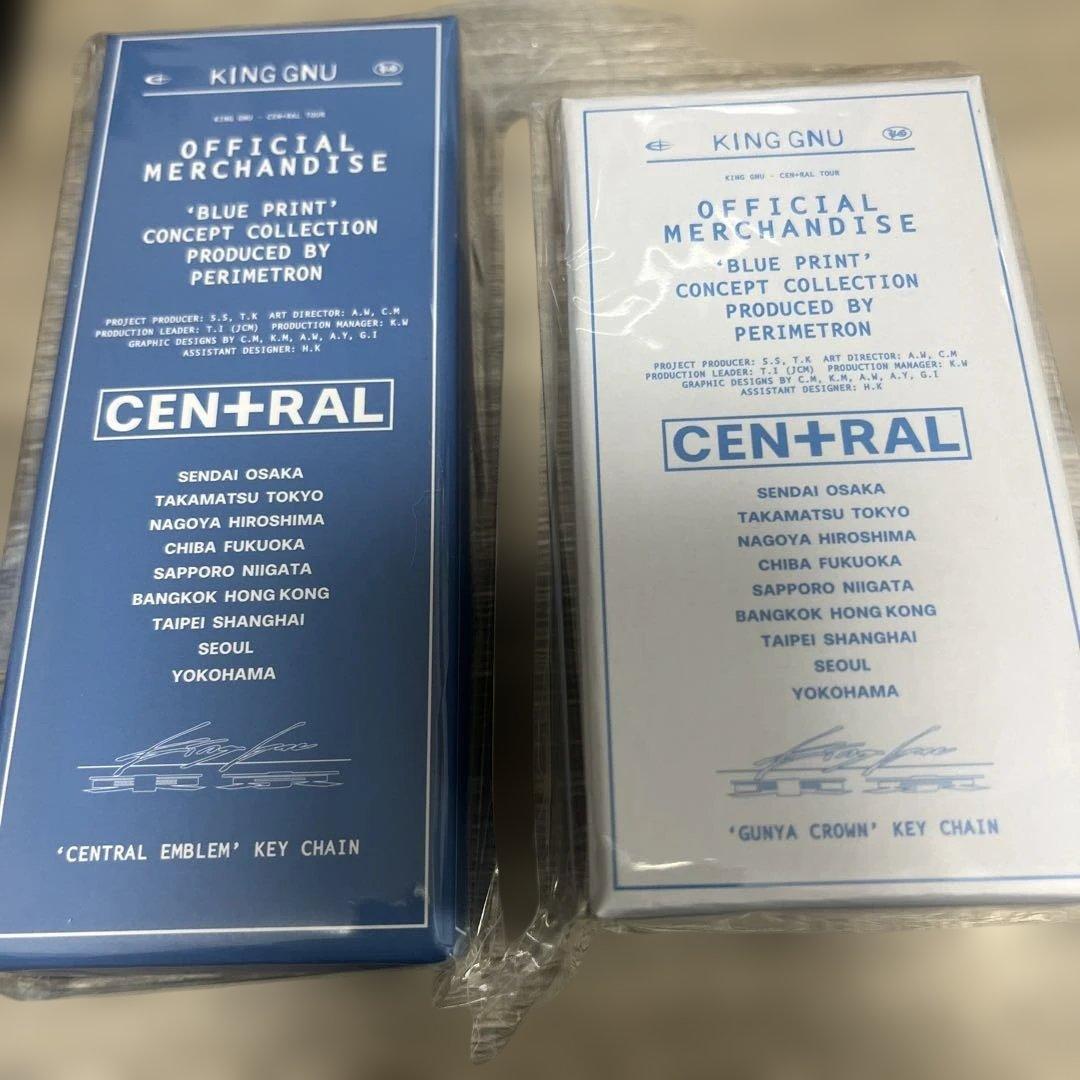 KING GNU
KING GNU - CEN+RAL TOUR
OFFICIAL
MERCHANDISE
‘BLUE PRINT’
CONCEPT COLLECTION
PRODUCED BY
PERIMETRON
PROJECT PRODUCER: S.S, T.K ART DIRECTOR: A.W, C.M
PRODUCTION LEADER: T.I (JCM) PRODUCTION MANAGER: K.W
GRAPHIC DESIGNS BY C.M, K.M, A.W, A.Y, G.I
ASSISTANT DESIGNER: H.K
CEN+RAL
SENDAI OSAKA
TAKAMATSU TOKYO
NAGOYA HIROSHIMA
CHIBA FUKUOKA
SAPPORO NIIGATA
BANGKOK HONG KONG
TAIPEI SHANGHAI
SEOUL
YOKOHAMA
‘CENTRAL EMBLEM’ KEY CHAIN
KING GNU
KING GNU - CEN+RAL TOUR
OFFICIAL
MERCHANDISE
‘BLUE PRINT’
CONCEPT COLLECTION
PRODUCED BY
PERIMETRON
PROJECT PRODUCER: S.S, T.K ART DIRECTOR: A.W, C.M
PRODUCTION LEADER: T.I (JCM) PRODUCTION MANAGER: K.W
GRAPHIC DESIGNS BY C.M, K.M, A.W, A.Y, G.I
ASSISTANT DESIGNER: H.K
CEN+RAL
SENDAI OSAKA
TAKAMATSU TOKYO
NAGOYA HIROSHIMA
CHIBA FUKUOKA
SAPPORO NIIGATA
BANGKOK HONG KONG
TAIPEI SHANGHAI
SEOUL
YOKOHAMA
‘GUNYA CROWN’ KEY CHAIN